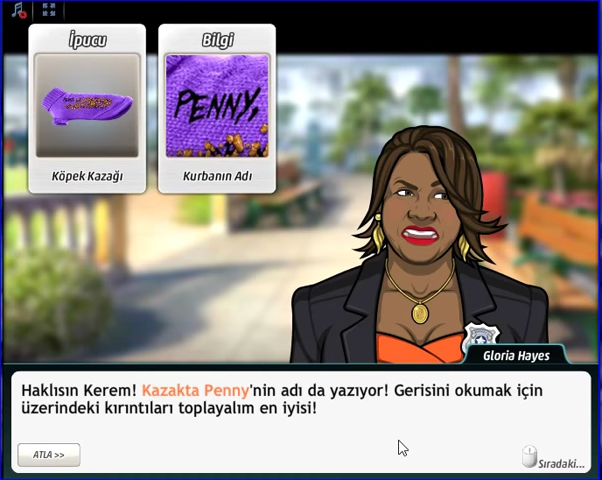 İpucu
Köpek Kazağı
Bilgi
PENNY,
Kurbanın Adı
Gloria Hayes
Haklısın Kerem! Kazakta Penny'nin adı da yazıyor! Gerisini okumak için
üzerindeki kırıntıları toplayalım en iyisi!
ATLA >>
Sıradaki...